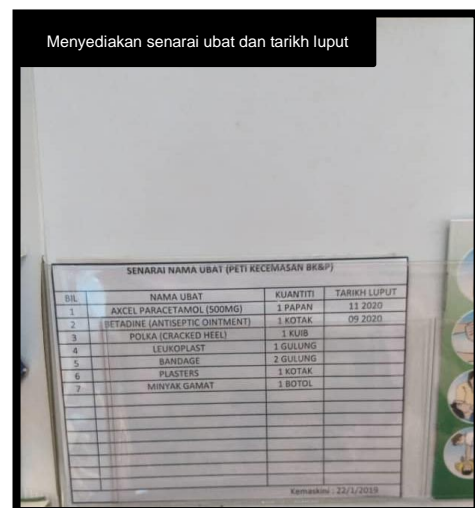 Menyediakan senarai ubat dan tarikh luput
SENARAI NAMA UBAT (PETI KECEMASAN BK&P)
BIL NAMA UBAT KUANTITI TARIKH LUPUT
1 AXCEL PARACETAMOL (500MG) 1 PAPAN 11 2020
2 BETADINE (ANTISEPTIC OINTMENT) 1 KOTAK 09 2020
3 POLKA (CRACKED HEEL) 1 KUIB
4 LEUKOPLAST 1 GULUNG
5 BANDAGE 2 GULUNG
6 PLASTERS 1 KOTAK
7 MINYAK GAMAT 1 BOTOL
Kemaskini : 22/1/2019